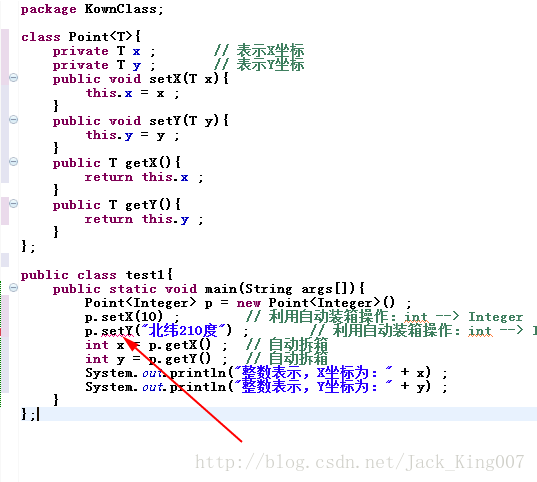 package KownClass;
class Point<T>{
private T x ; // 表示X坐标
private T y ; // 表示Y坐标
public void setX(T x){
this.x = x ;
}
public void setY(T y){
this.y = y ;
}
public T getX(){
return this.x ;
}
public T getY(){
return this.y ;
}
};
public class test1{
public static void main(String args[]){
Point<Integer> p = new Point<Integer>() ;
p.setX(10) ; // 利用自动装箱操作：int --> Integer
p.setY("北纬210度") ; // 利用自动装箱操作：int --> I
int x = p.getX() ; // 自动拆箱
int y = p.getY() ; // 自动拆箱
System.out.println("整数表示，X坐标为：" + x) ;
System.out.println("整数表示，Y坐标为：" + y) ;
}
};
http://blog.csdn.net/Jack_King007